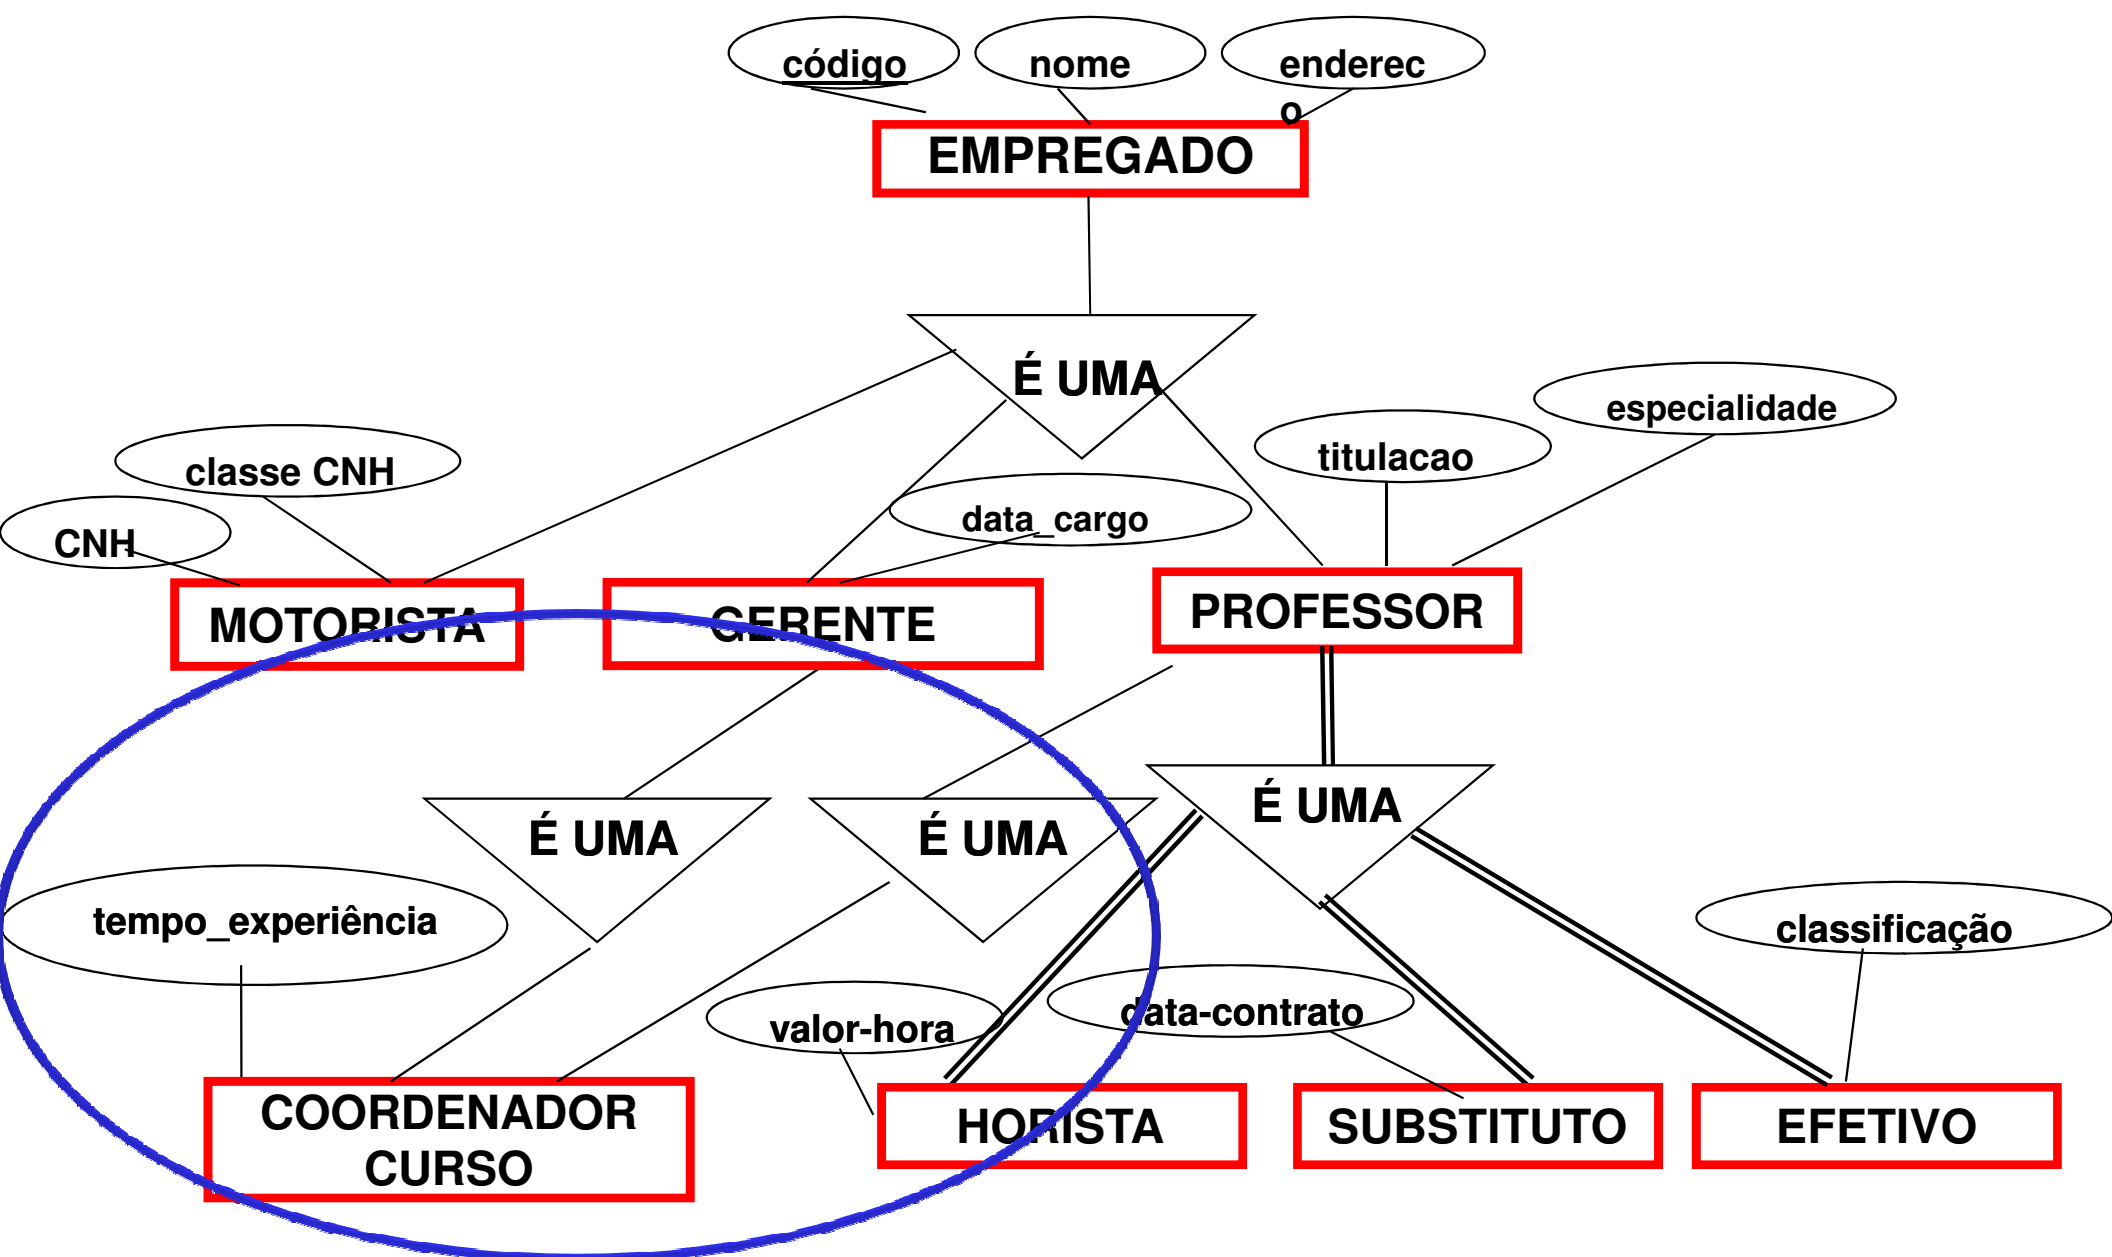 código
nome
enderec
o
EMPREGADO
É UMA
especialidade
titulacao
classe CNH
data_cargo
CNH
MOTORISTA
GERENTE
PROFESSOR
É UMA
É UMA
É UMA
tempo_experiência
classificação
valor-hora
data-contrato
COORDENADOR
CURSO
HORISTA
SUBSTITUTO
EFETIVO